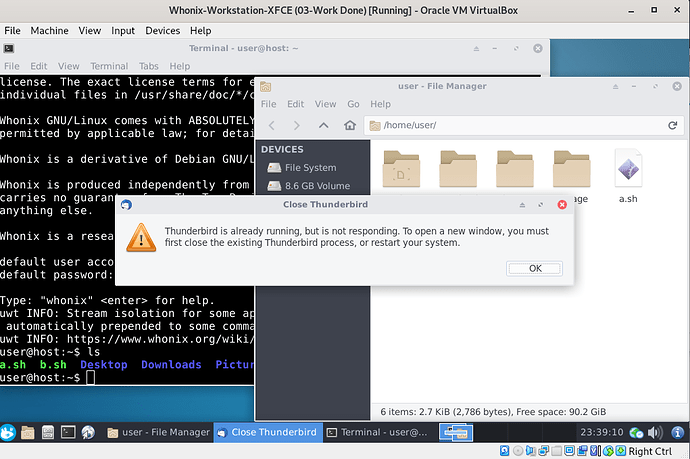 Whonix-Workstation-XFCE (03-Work Done) [Running] - Oracle VM VirtualBox
File Machine View Input Devices Help
Terminal - user@host: ~
File Edit View Terminal Tabs Help
license. The exact license terms for e
individual files in /usr/share/doc/*/c
Whonix GNU/Linux comes with ABSOLUTELY
permitted by applicable law; for detai
Whonix is a derivative of Debian GNU/L
Whonix is produced independently from
carries no guarantee from The Tor Pro
anything else.
Whonix is a resea
default user acco
default password:
Type: "whonix" <enter> for help.
uwt INFO: Stream isolation for some ap
automatically prepended to some comma
uwt INFO: https://www.whonix.org/wiki/
user@host:~$ ls
a.sh b.sh Desktop Downloads Pictur
user@host:~$
user - File Manager
File Edit View Go Help
/home/user/
DEVICES
File System
8.6 GB Volume
age
a.sh
6 items: 2.7 KiB (2,786 bytes), Free space: 90.2 GiB
Close Thunderbird
Thunderbird is already running, but is not responding. To open a new window, you must
first close the existing Thunderbird process, or restart your system.
OK
user - File Manager
Close Thunderbird
Terminal - user@...
23:39:10
Right Ctrl